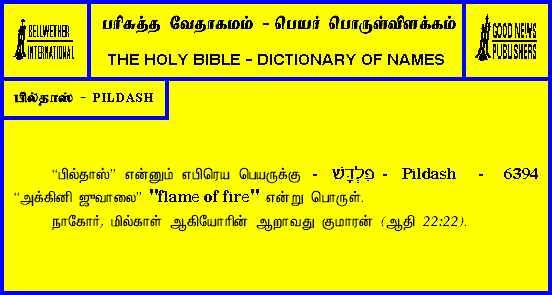 BELLWETHER
INTERNATIONAL
பரிசுத்த வேதாகமம் - பெயர் பொருள்விளக்கம்
THE HOLY BIBLE - DICTIONARY OF NAMES
GOOD NEWS
PUBLISHERS
பில்தாஸ் - PILDASH
“பில்தாஸ்” என்னும் எபிரெய பெயருக்கு - פִּלְדָּשׁ - Pildash - 6394
“அக்கினி ஜுவாலை” "flame of fire" என்று பொருள்.
நாகோர், மில்காள் ஆகியோரின் ஆறாவது குமாரன் (ஆதி 22:22).